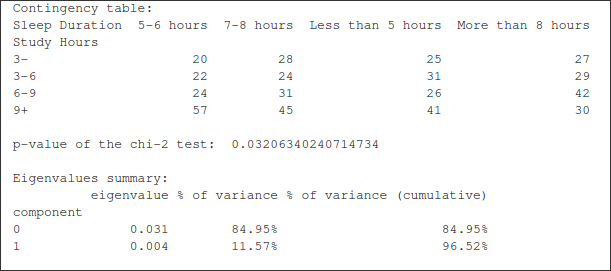 Contingency table:
Sleep Duration  5-6 hours  7-8 hours  Less than 5 hours  More than 8 hours
Study Hours
3-                     20         28                 25                 27
3-6                    22         24                 31                 29
6-9                    24         31                 26                 42
9+                     57         45                 41                 30
p-value of the chi-2 test:  0.03206340240714734
Eigenvalues summary:
          eigenvalue % of variance % of variance (cumulative)
component
0              0.031        84.95%                     84.95%
1              0.004        11.57%                     96.52%